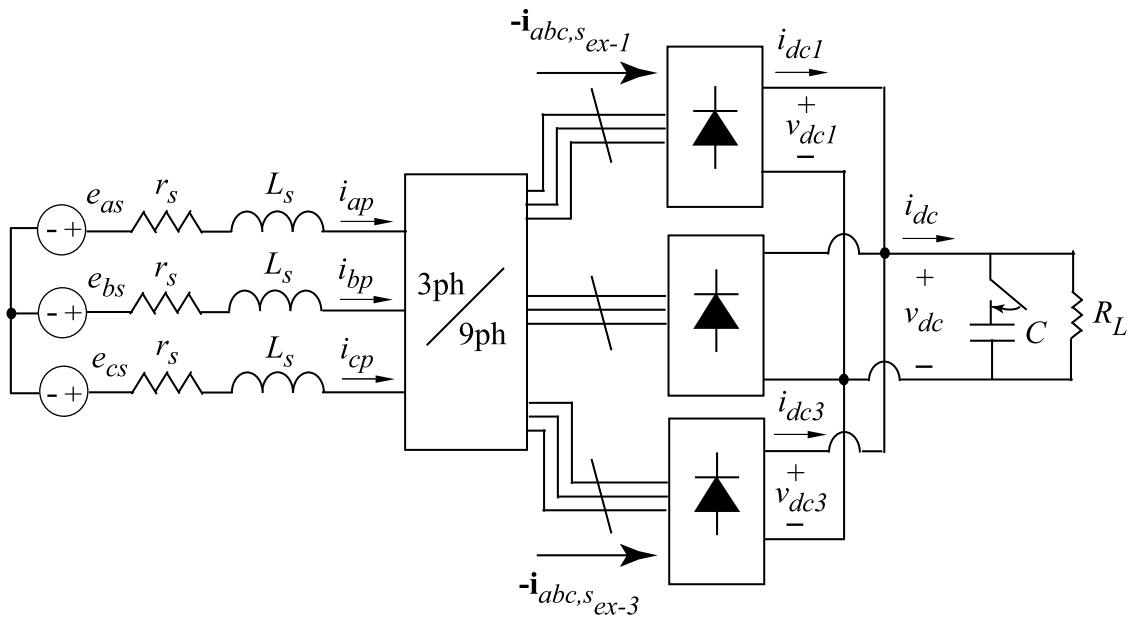 -i_abc,s_ex-1
i_dc1
+
v_dc1
−
e_as
r_s
L_s
i_ap
- +
e_bs
r_s
L_s
i_bp
- +
e_cs
r_s
L_s
i_cp
- +
3ph
9ph
i_dc
+
v_dc
−
C
R_L
i_dc3
+
v_dc3
−
-i_abc,s_ex-3